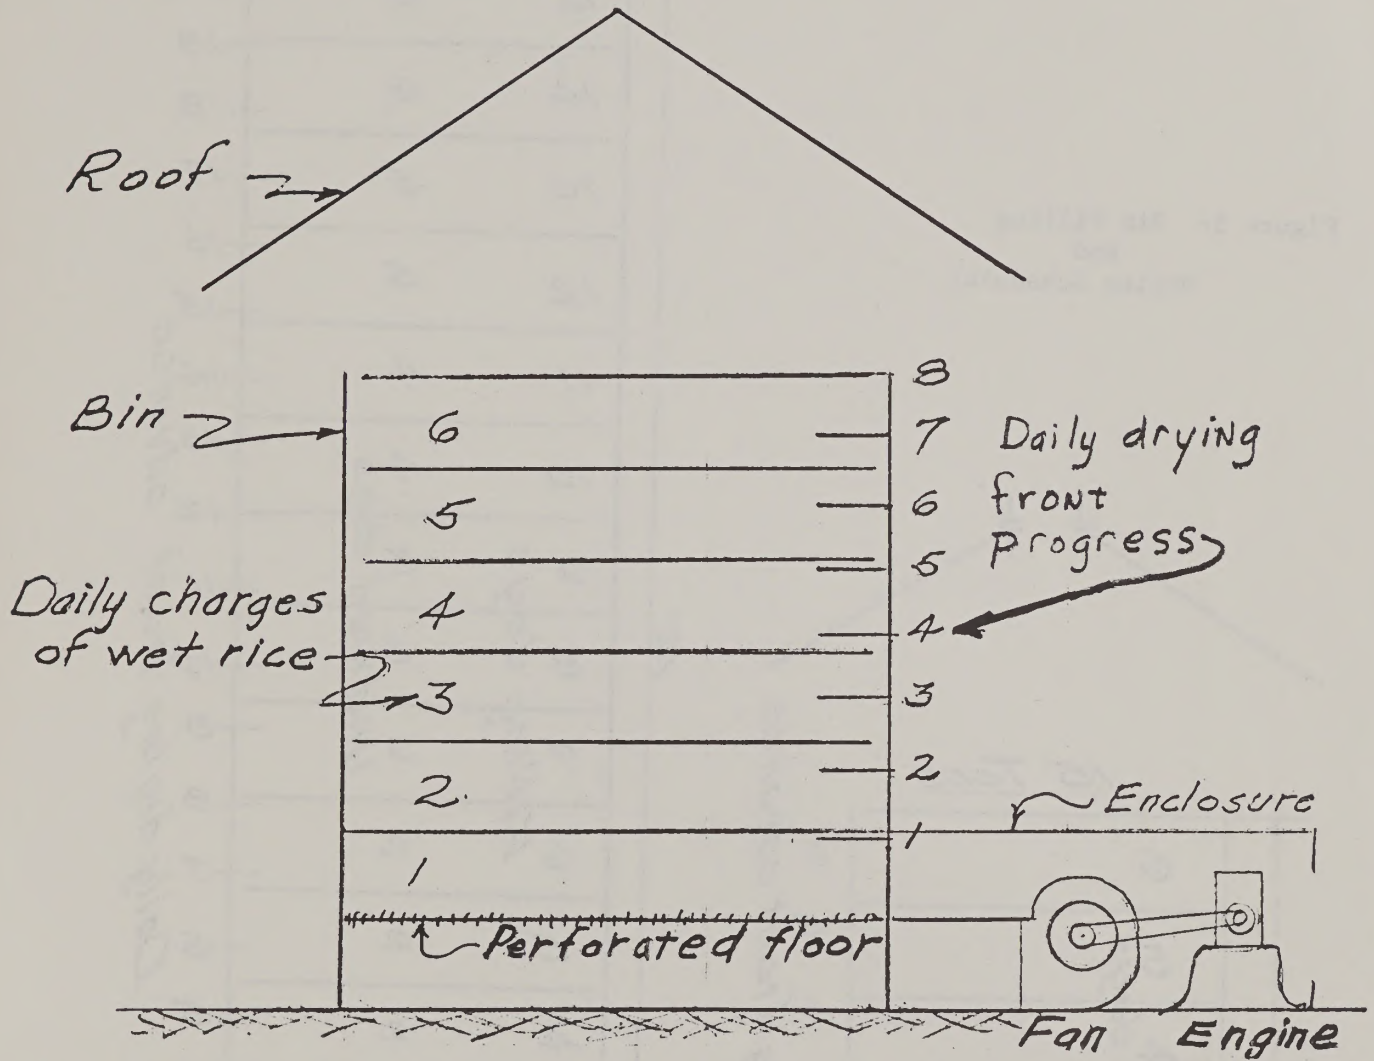 Roof
Bin
Daily charges
of wet rice
6
5
4
3
2.
1
8
7
6
5
4
3
2
1
Daily drying
front
progress
Enclosure
Perforated floor
Fan
Engine